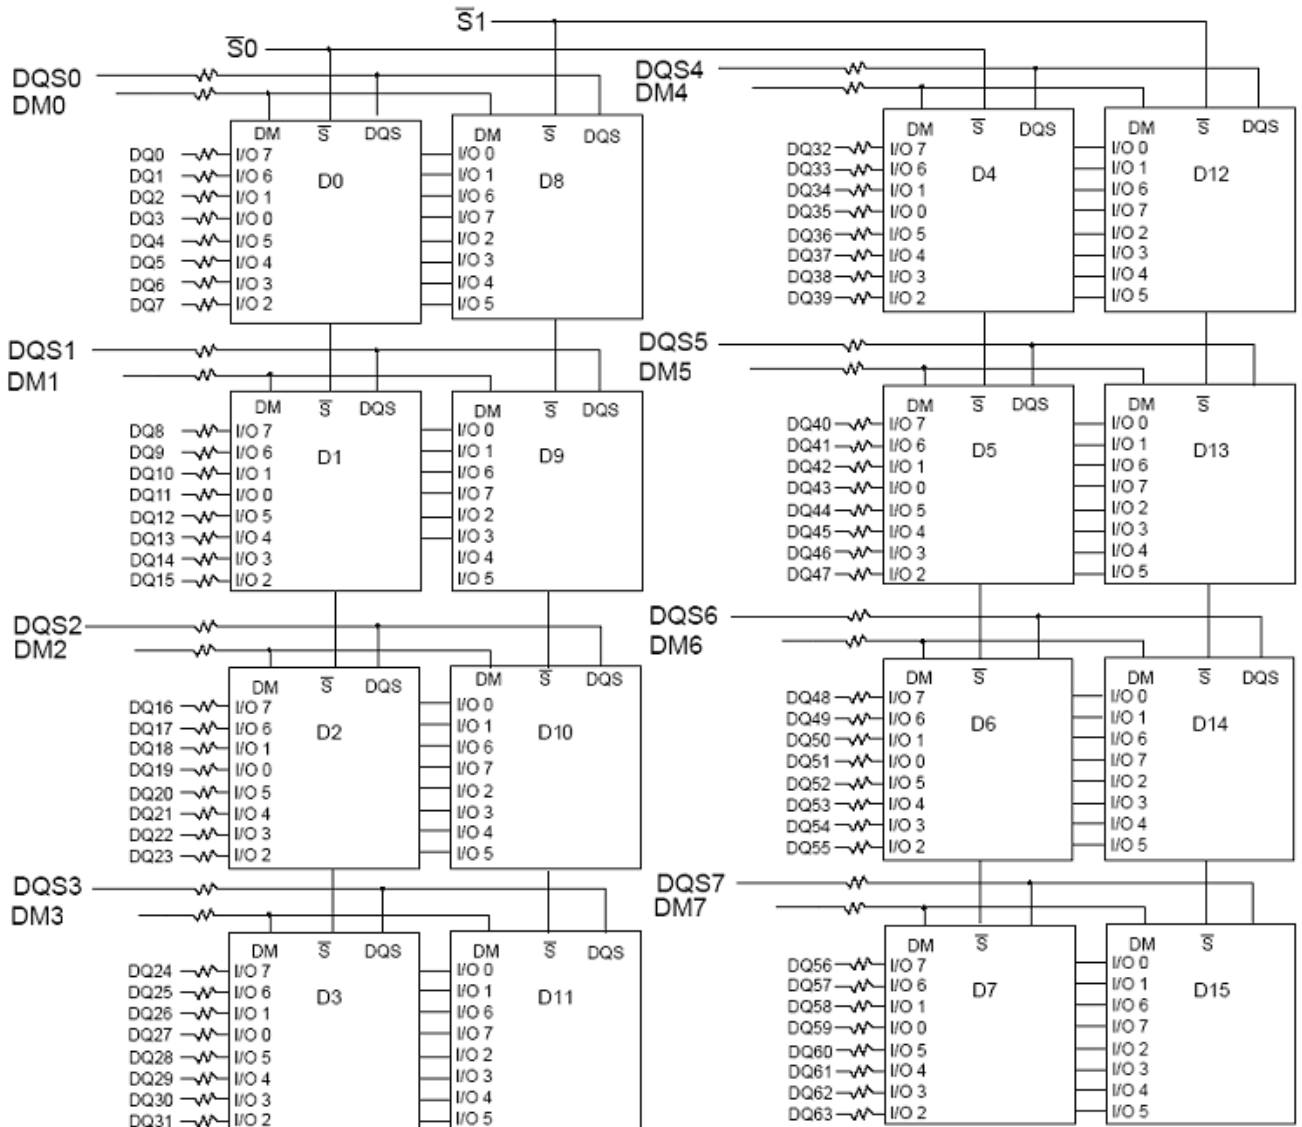 S1
S0
DQS0
DM0
DM S DQS
DM S DQS
DQ0 I/O 7 I/O 0
DQ1 I/O 6 I/O 1
D0 D8
DQ2 I/O 1 I/O 6
DQ3 I/O 0 I/O 7
DQ4 I/O 5 I/O 2
DQ5 I/O 4 I/O 3
DQ6 I/O 3 I/O 4
DQ7 I/O 2 I/O 5
DQS1
DM1
DM S DQS
DM S DQS
DQ8 I/O 7 I/O 0
DQ9 I/O 6 I/O 1
D1 D9
DQ10 I/O 1 I/O 6
DQ11 I/O 0 I/O 7
DQ12 I/O 5 I/O 2
DQ13 I/O 4 I/O 3
DQ14 I/O 3 I/O 4
DQ15 I/O 2 I/O 5
DQS2
DM2
DM S DQS
DM S DQS
DQ16 I/O 7 I/O 0
DQ17 I/O 6 I/O 1
D2 D10
DQ18 I/O 1 I/O 6
DQ19 I/O 0 I/O 7
DQ20 I/O 5 I/O 2
DQ21 I/O 4 I/O 3
DQ22 I/O 3 I/O 4
DQ23 I/O 2 I/O 5
DQS3
DM3
DM S DQS
DM S DQS
DQ24 I/O 7 I/O 0
DQ25 I/O 6 I/O 1
D3 D11
DQ26 I/O 1 I/O 6
DQ27 I/O 0 I/O 7
DQ28 I/O 5 I/O 2
DQ29 I/O 4 I/O 3
DQ30 I/O 3 I/O 4
DQ31 I/O 2 I/O 5
DQS4
DM4
DM S DQS
DM S DQS
DQ32 I/O 7 I/O 0
DQ33 I/O 6 I/O 1
D4 D12
DQ34 I/O 1 I/O 6
DQ35 I/O 0 I/O 7
DQ36 I/O 5 I/O 2
DQ37 I/O 4 I/O 3
DQ38 I/O 3 I/O 4
DQ39 I/O 2 I/O 5
DQS5
DM5
DM S DQS
DM S
DQ40 I/O 7 I/O 0
DQ41 I/O 6 I/O 1
D5 D13
DQ42 I/O 1 I/O 6
DQ43 I/O 0 I/O 7
DQ44 I/O 5 I/O 2
DQ45 I/O 4 I/O 3
DQ46 I/O 3 I/O 4
DQ47 I/O 2 I/O 5
DQS6
DM6
DM S
DM S DQS
DQ48 I/O 7 I/O 0
DQ49 I/O 6 I/O 1
D6 D14
DQ50 I/O 1 I/O 6
DQ51 I/O 0 I/O 7
DQ52 I/O 5 I/O 2
DQ53 I/O 4 I/O 3
DQ54 I/O 3 I/O 4
DQ55 I/O 2 I/O 5
DQS7
DM7
DM S
DM S
DQ56 I/O 7 I/O 0
DQ57 I/O 6 I/O 1
D7 D15
DQ58 I/O 1 I/O 6
DQ59 I/O 0 I/O 7
DQ60 I/O 5 I/O 2
DQ61 I/O 4 I/O 3
DQ62 I/O 3 I/O 4
DQ63 I/O 2 I/O 5